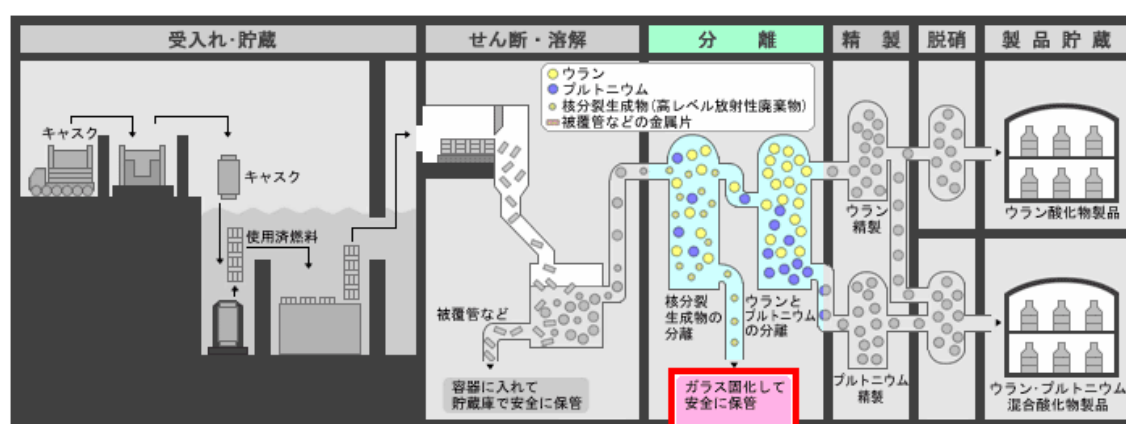 受入れ・貯蔵
せん断・溶解
分 離
精 製
脱硝
製 品 貯 蔵
ウラン
プルトニウム
核分裂生成物(高レベル放射性廃棄物)
被覆管などの金属片
キャスク
キャスク
使用済燃料
被覆管など
容器に入れて
貯蔵庫で安全に保管
核分裂
生成物の
分離
ウランと
プルトニウム
の分離
ガラス固化して
安全に保管
ウラン
精製
プルトニウム
精製
ウラン酸化物製品
ウラン・プルトニウム
混合酸化物製品